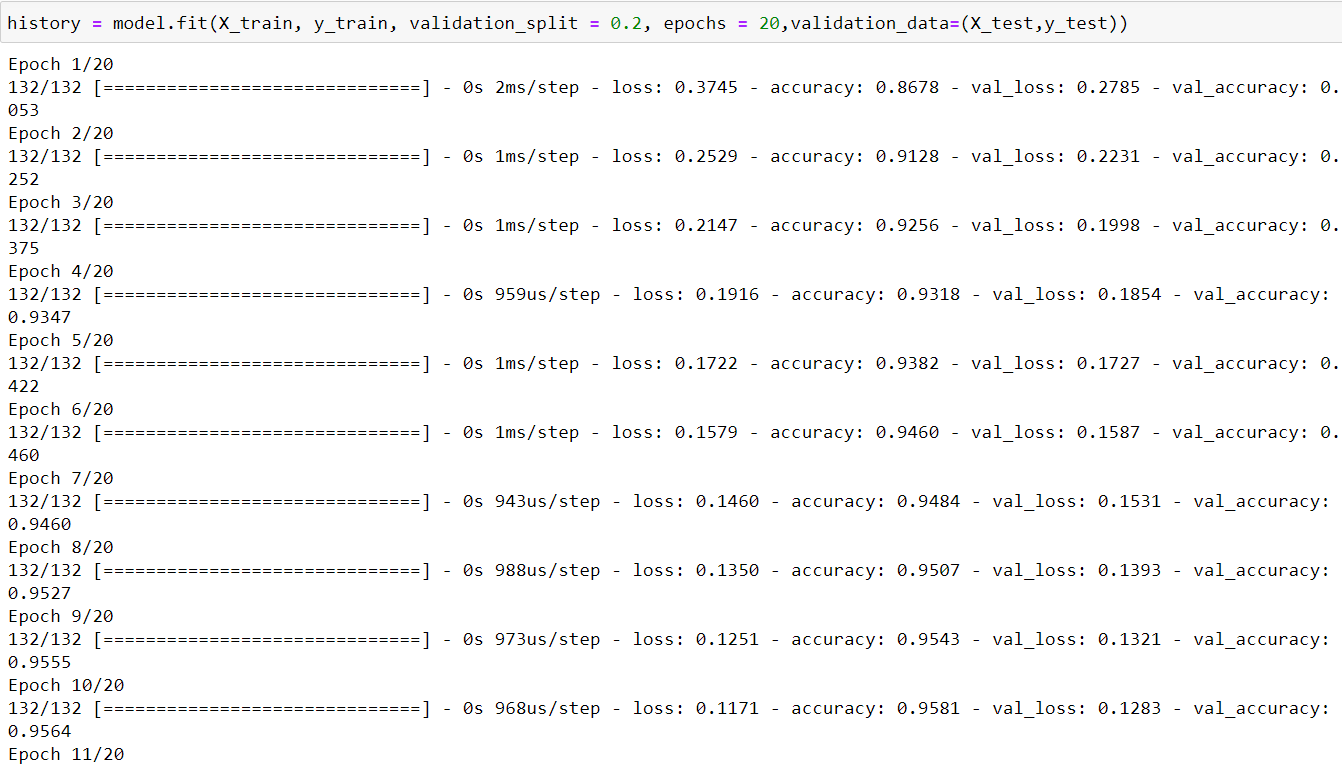 history = model.fit(X_train, y_train, validation_split = 0.2, epochs = 20,validation_data=(X_test,y_test))
Epoch 1/20
132/132 [==============================] - 0s 2ms/step - loss: 0.3745 - accuracy: 0.8678 - val_loss: 0.2785 - val_accuracy: 0.
053
Epoch 2/20
132/132 [==============================] - 0s 1ms/step - loss: 0.2529 - accuracy: 0.9128 - val_loss: 0.2231 - val_accuracy: 0.
252
Epoch 3/20
132/132 [==============================] - 0s 1ms/step - loss: 0.2147 - accuracy: 0.9256 - val_loss: 0.1998 - val_accuracy: 0.
375
Epoch 4/20
132/132 [==============================] - 0s 959us/step - loss: 0.1916 - accuracy: 0.9318 - val_loss: 0.1854 - val_accuracy:
0.9347
Epoch 5/20
132/132 [==============================] - 0s 1ms/step - loss: 0.1722 - accuracy: 0.9382 - val_loss: 0.1727 - val_accuracy: 0.
422
Epoch 6/20
132/132 [==============================] - 0s 1ms/step - loss: 0.1579 - accuracy: 0.9460 - val_loss: 0.1587 - val_accuracy: 0.
460
Epoch 7/20
132/132 [==============================] - 0s 943us/step - loss: 0.1460 - accuracy: 0.9484 - val_loss: 0.1531 - val_accuracy:
0.9460
Epoch 8/20
132/132 [==============================] - 0s 988us/step - loss: 0.1350 - accuracy: 0.9507 - val_loss: 0.1393 - val_accuracy:
0.9527
Epoch 9/20
132/132 [==============================] - 0s 973us/step - loss: 0.1251 - accuracy: 0.9543 - val_loss: 0.1321 - val_accuracy:
0.9555
Epoch 10/20
132/132 [==============================] - 0s 968us/step - loss: 0.1171 - accuracy: 0.9581 - val_loss: 0.1283 - val_accuracy:
0.9564
Epoch 11/20